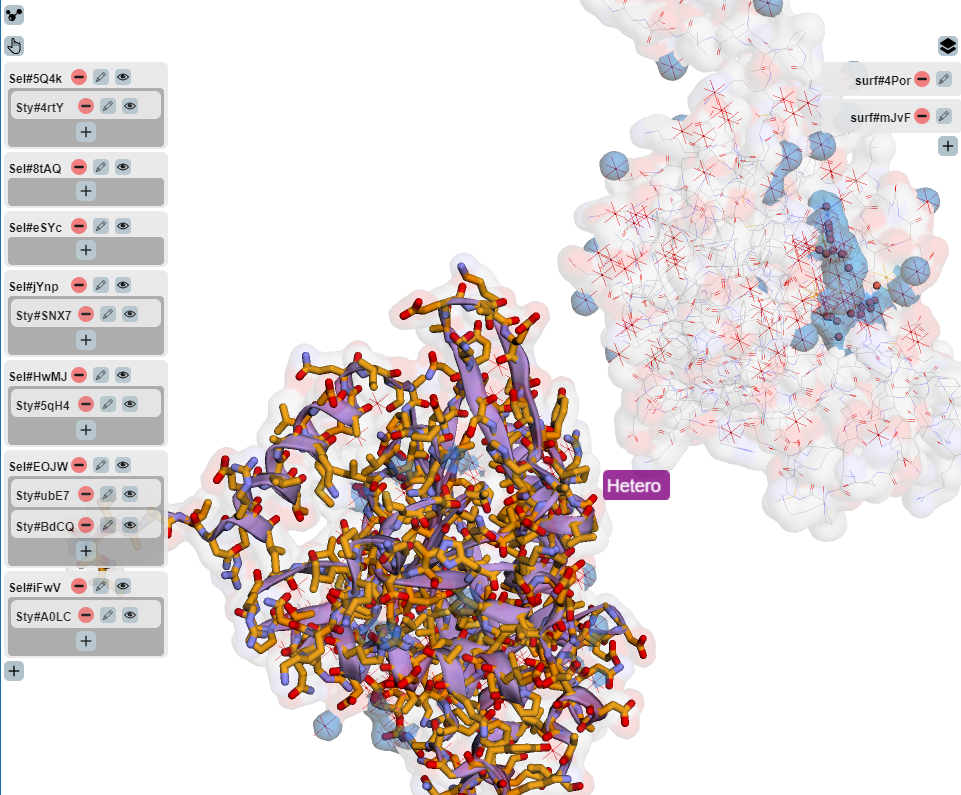 Sel#5Q4k
Sty#4rtY
Sel#8tAQ
Sel#eSYc
Sel#jYnp
Sty#SNX7
Sel#HwMJ
Sty#5qH4
Sel#EOJW
Sty#ubE7
Sty#BdCQ
Sel#iFwV
Sty#A0LC
surf#4Por
surf#mJvF
Hetero